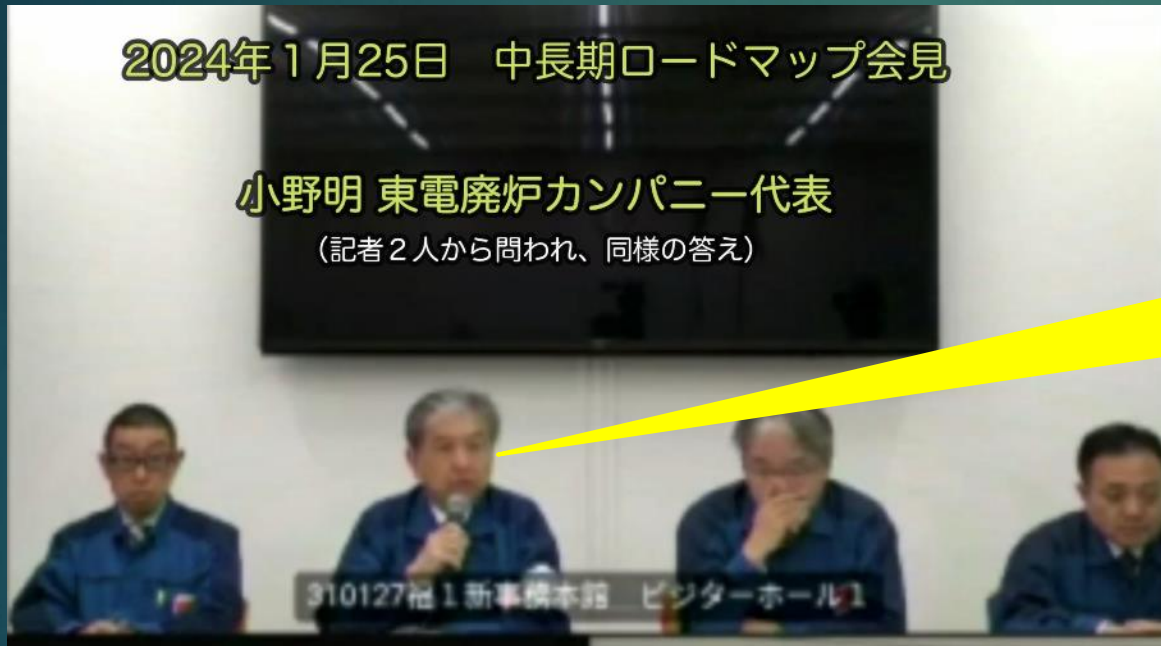 2024年１月25日　中長期ロードマップ会見
小野明 東電廃炉カンパニー代表
（記者２人から問われ、同様の答え）
310127福１新事務本館　ビジターホール１